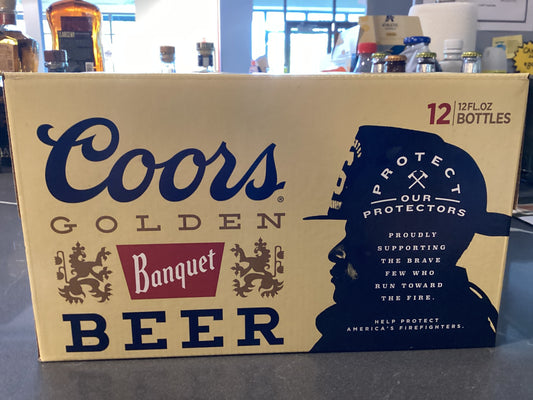 Coors®
GOLDEN
Banquet
BEER
12 12 FL.OZ
BOTTLES
PROTECT
OUR
PROTECTORS
PROUDLY
SUPPORTING
THE BRAVE
FEW WHO
RUN TOWARD
THE FIRE.
HELP PROTECT
AMERICA'S FIREFIGHTERS.